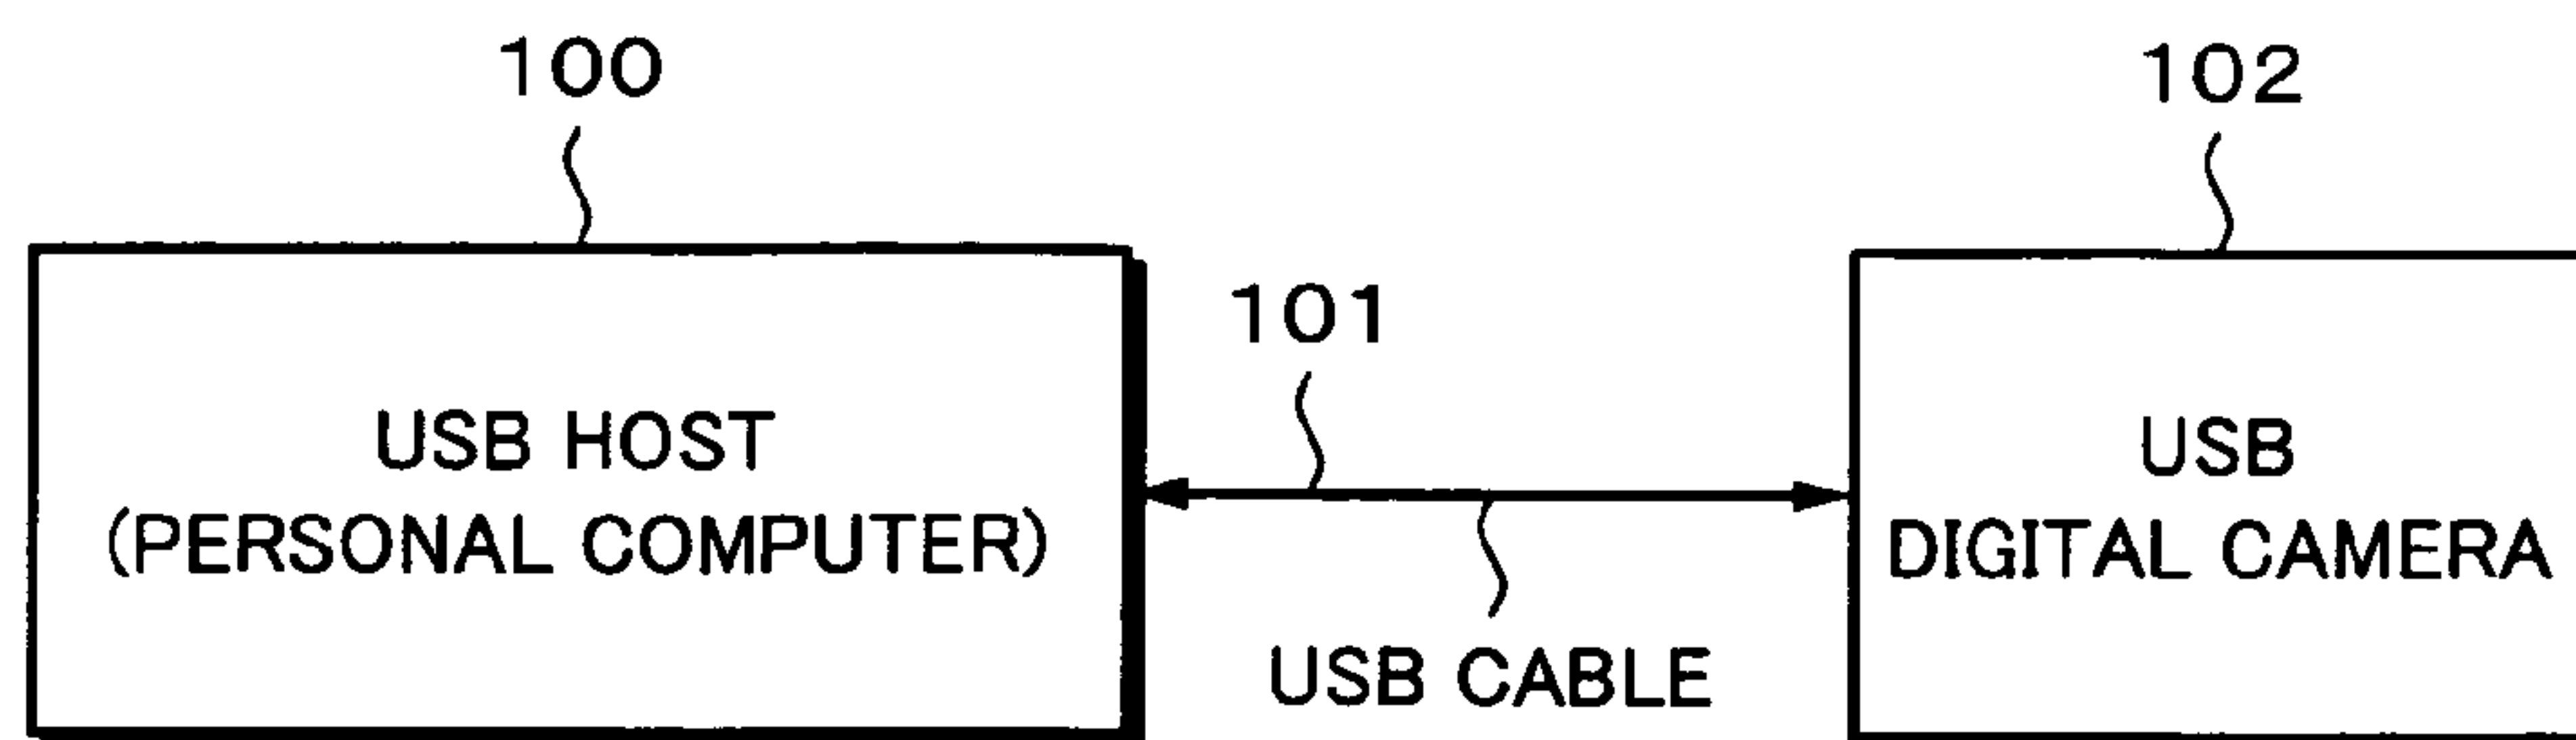 100
102
101
USB HOST
(PERSONAL COMPUTER)
USB
DIGITAL CAMERA
USB CABLE